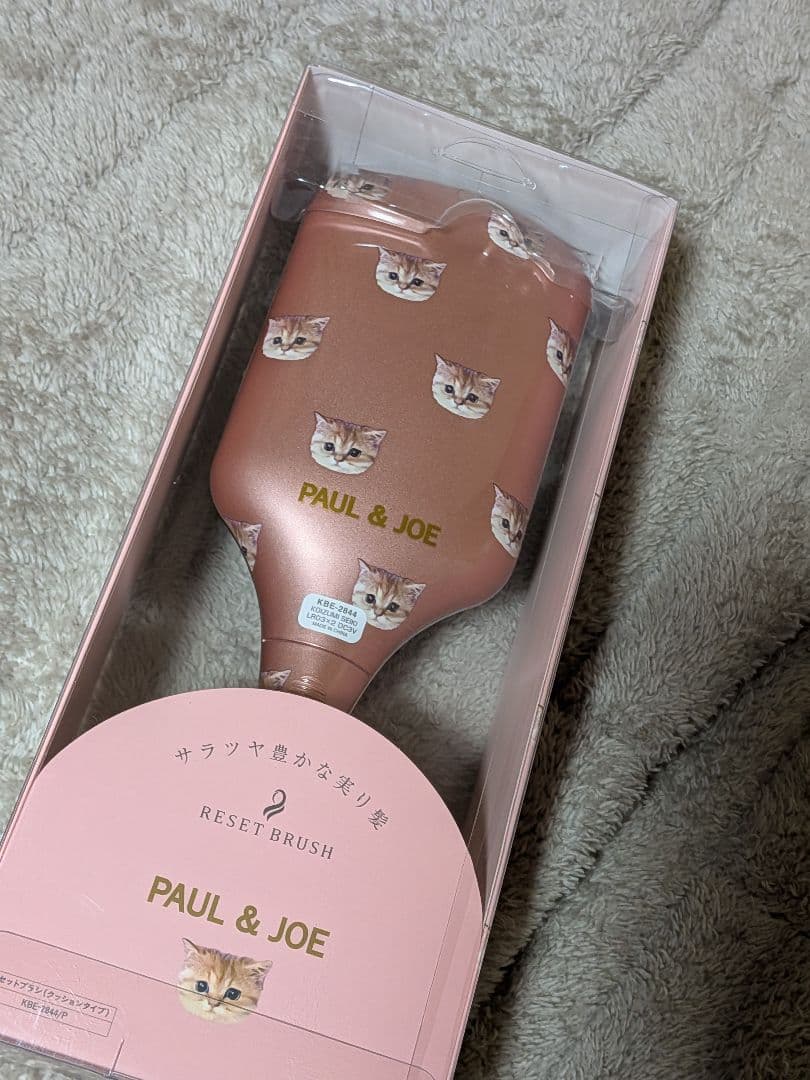 PAUL & JOE
KBE-2844
KOIZUMI SEIKI
LR03×2 DC3V
MADE IN CHINA
サラツヤ豊かな実り髪
RESET BRUSH
PAUL & JOE
セットブラシ(クッションタイプ)
KBE-2844/P